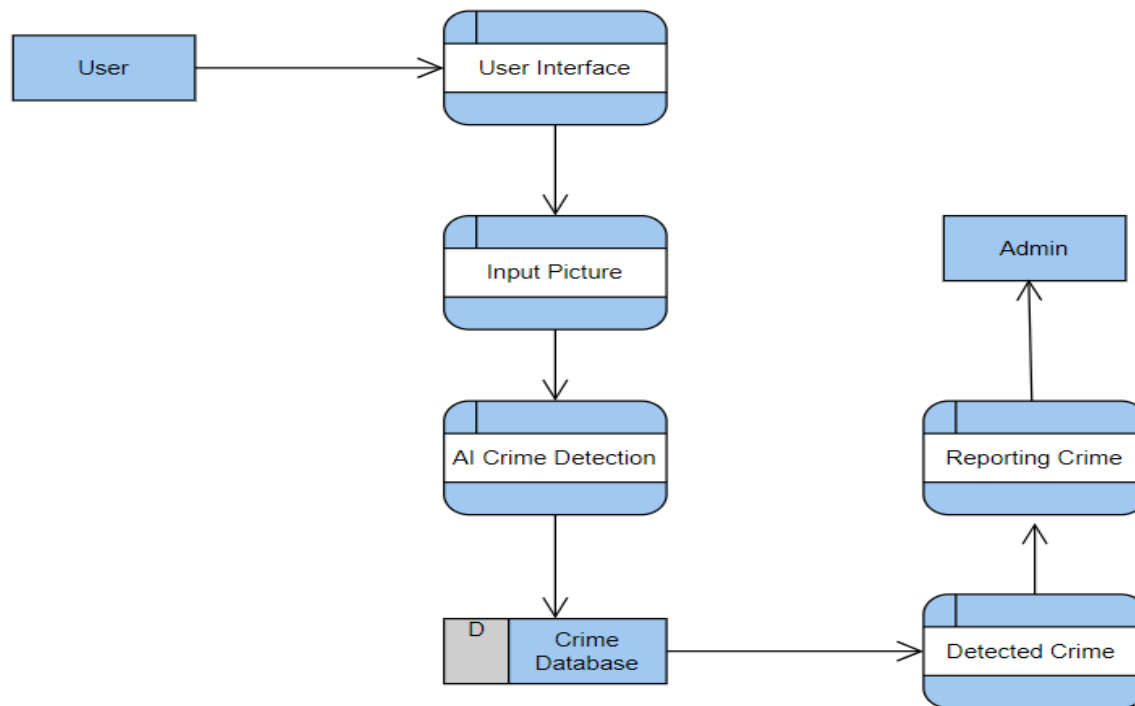 User
User Interface
Input Picture
Admin
AI Crime Detection
Reporting Crime
D
Crime
Database
Detected Crime